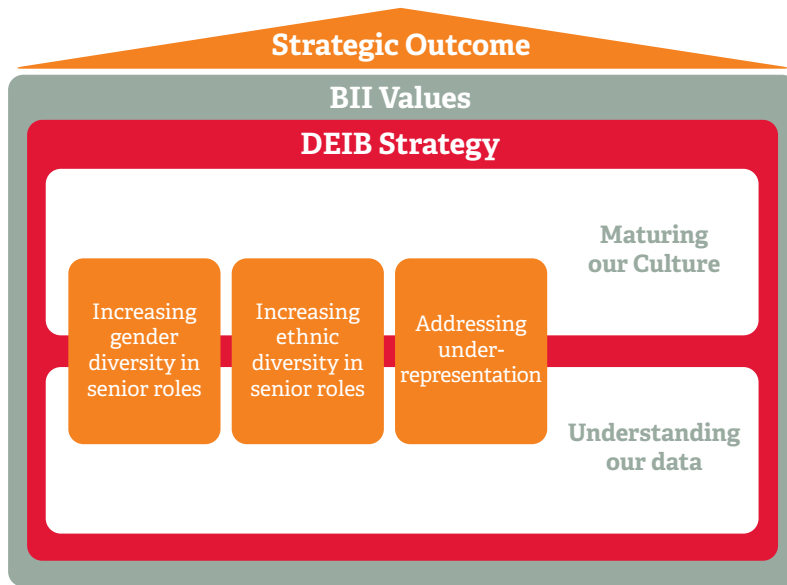 Strategic Outcome
BII Values
DEIB Strategy
Maturing
our Culture
Increasing
gender
diversity in
senior roles
Increasing
ethnic
diversity in
senior roles
Addressing
under-
representation
Understanding
our data